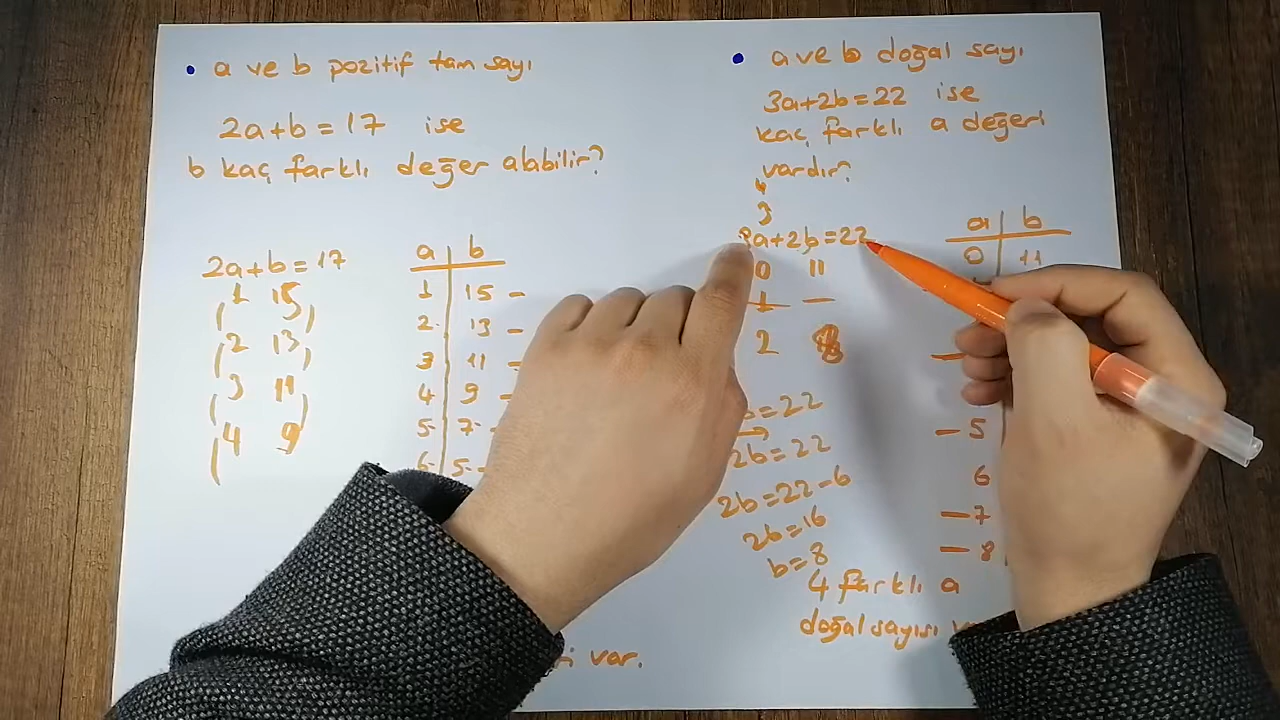 • a ve b pozitif tam sayı
2a+b=17 ise
b kaç farklı değer alabilir?
2a+b=17
(1 15)
(2 13)
(3 11)
(4 9)
a b
1 15 -
2 13 -
3 11 -
4 9 -
5 7 -
6 5 -
var.
• a ve b doğal sayı
3a+2b=22 ise
kaç farklı a değeri
vardır?
3a+2b=22
0 11
1 —
2 8
=22
2b=22
2b=22-6
2b=16
b=8
4 farklı a
doğal sayısı
a b
0 11
— 5
6
— 7
— 8